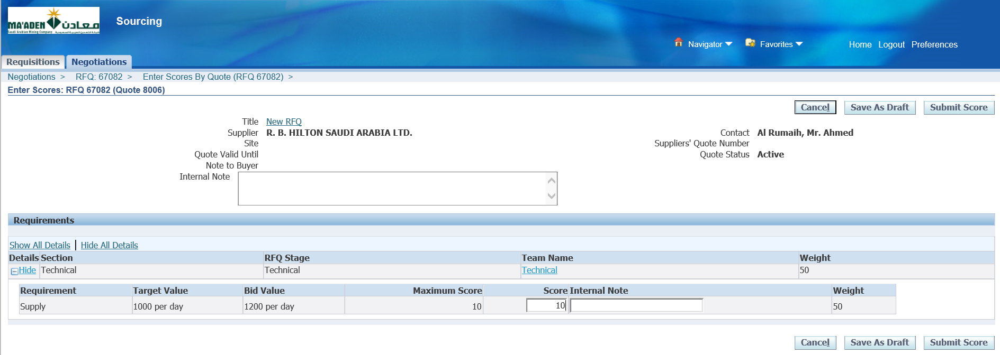 MA'ADEN معادن
Saudi Arabian Mining Company
Sourcing
Navigator Favorites Home Logout Preferences
Requisitions Negotiations
Negotiations > RFQ: 67082 > Enter Scores By Quote (RFQ 67082) >
Enter Scores: RFQ 67082 (Quote 8006)
Cancel Save As Draft Submit Score
Title New RFQ
Supplier R. B. HILTON SAUDI ARABIA LTD. Contact Al Rumaih, Mr. Ahmed
Site Suppliers' Quote Number
Quote Valid Until Quote Status Active
Note to Buyer
Internal Note
Requirements
Show All Details | Hide All Details
Details Section RFQ Stage Team Name Weight
Hide Technical Technical Technical 50
Requirement Target Value Bid Value Maximum Score Score Internal Note Weight
Supply 1000 per day 1200 per day 10 10 50
Cancel Save As Draft Submit Score